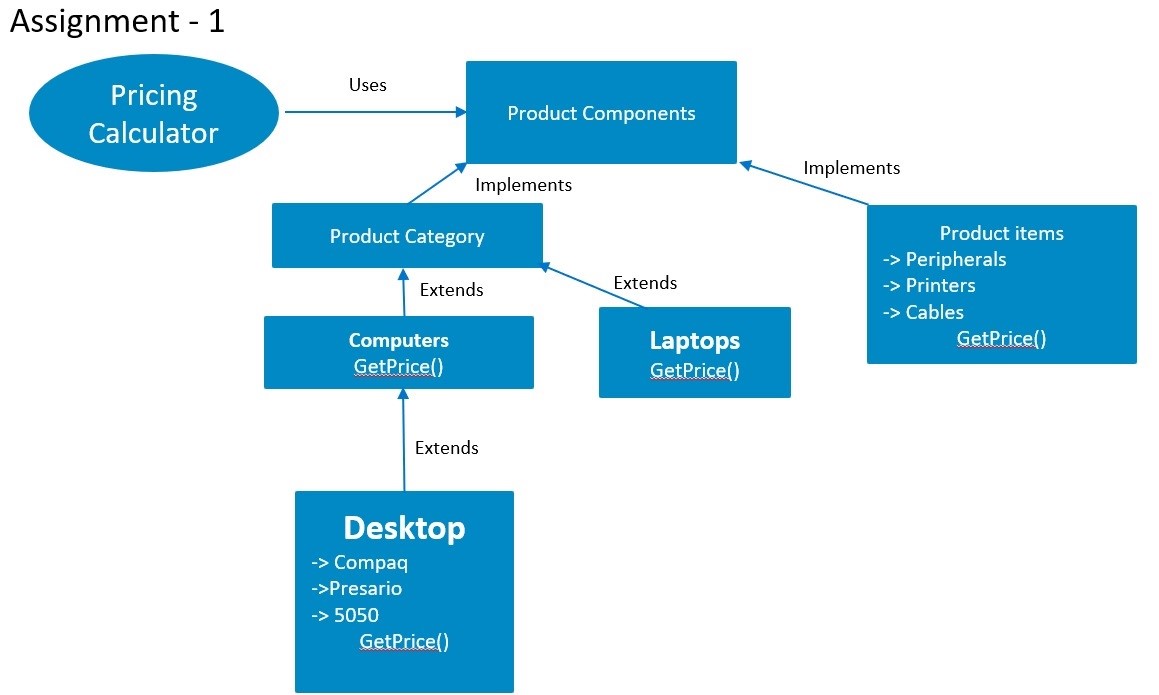 Assignment - 1
Pricing
Calculator
Uses
Product Components
Implements
Implements
Product Category
Product items
-> Peripherals
-> Printers
-> Cables
GetPrice()
Extends
Extends
Computers
GetPrice()
Laptops
GetPrice()
Extends
Desktop
-> Compaq
->Presario
-> 5050
GetPrice()